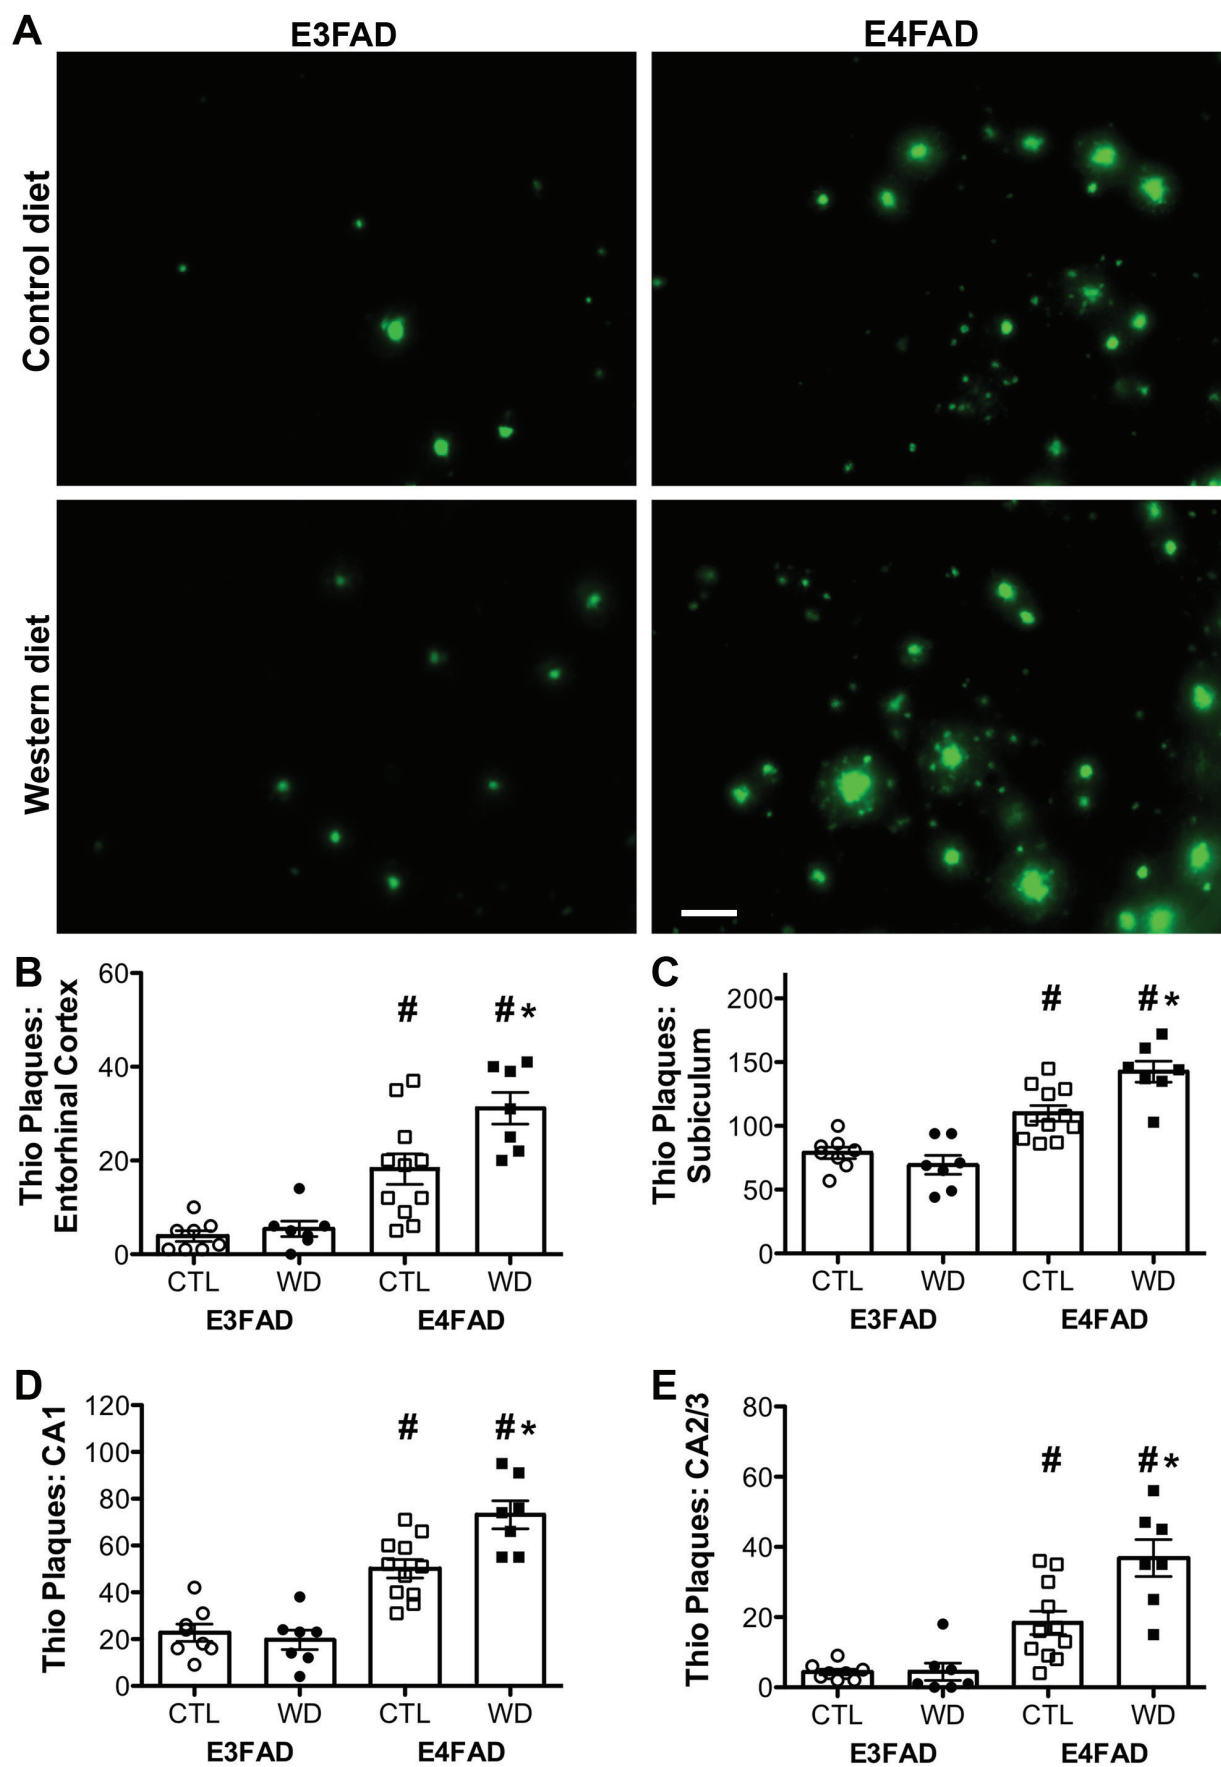 A
E3FAD
E4FAD
Control diet
Western diet
B
Thio Plaques:
Entorhinal Cortex
60
40
20
0
#
# *
CTL
WD
CTL
WD
E3FAD
E4FAD
C
Thio Plaques:
Subiculum
200
150
100
50
0
#
# *
CTL
WD
CTL
WD
E3FAD
E4FAD
D
Thio Plaques: CA1
120
100
80
60
40
20
0
#
# *
CTL
WD
CTL
WD
E3FAD
E4FAD
E
Thio Plaques: CA2/3
80
60
40
20
0
#
# *
CTL
WD
CTL
WD
E3FAD
E4FAD